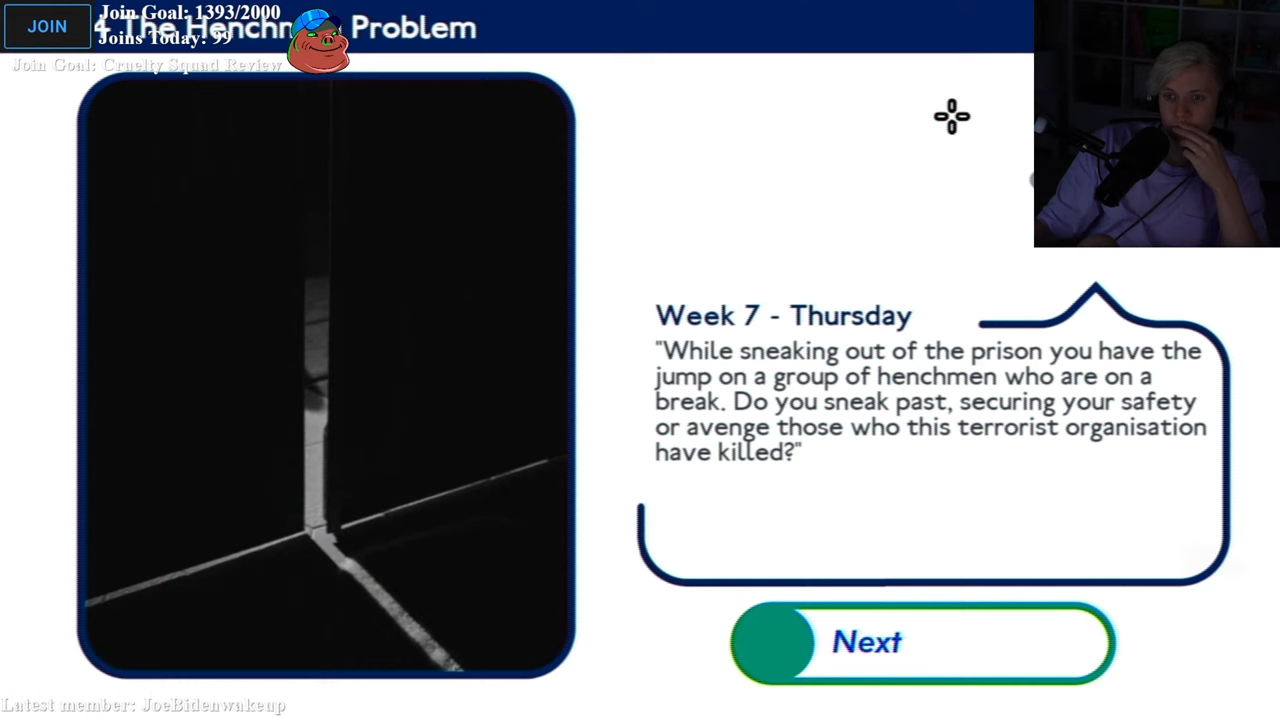 JOIN
Join Goal: 1393/2000
Joins Today: 99
Join Goal: Cruelty Squad Review
4 The Problem
Week 7 - Thursday
"While sneaking out of the prison you have the
jump on a group of henchmen who are on a
break. Do you sneak past, securing your safety
or avenge those who this terrorist organisation
have killed?"
Next
Latest member: JoeBidenwakeup